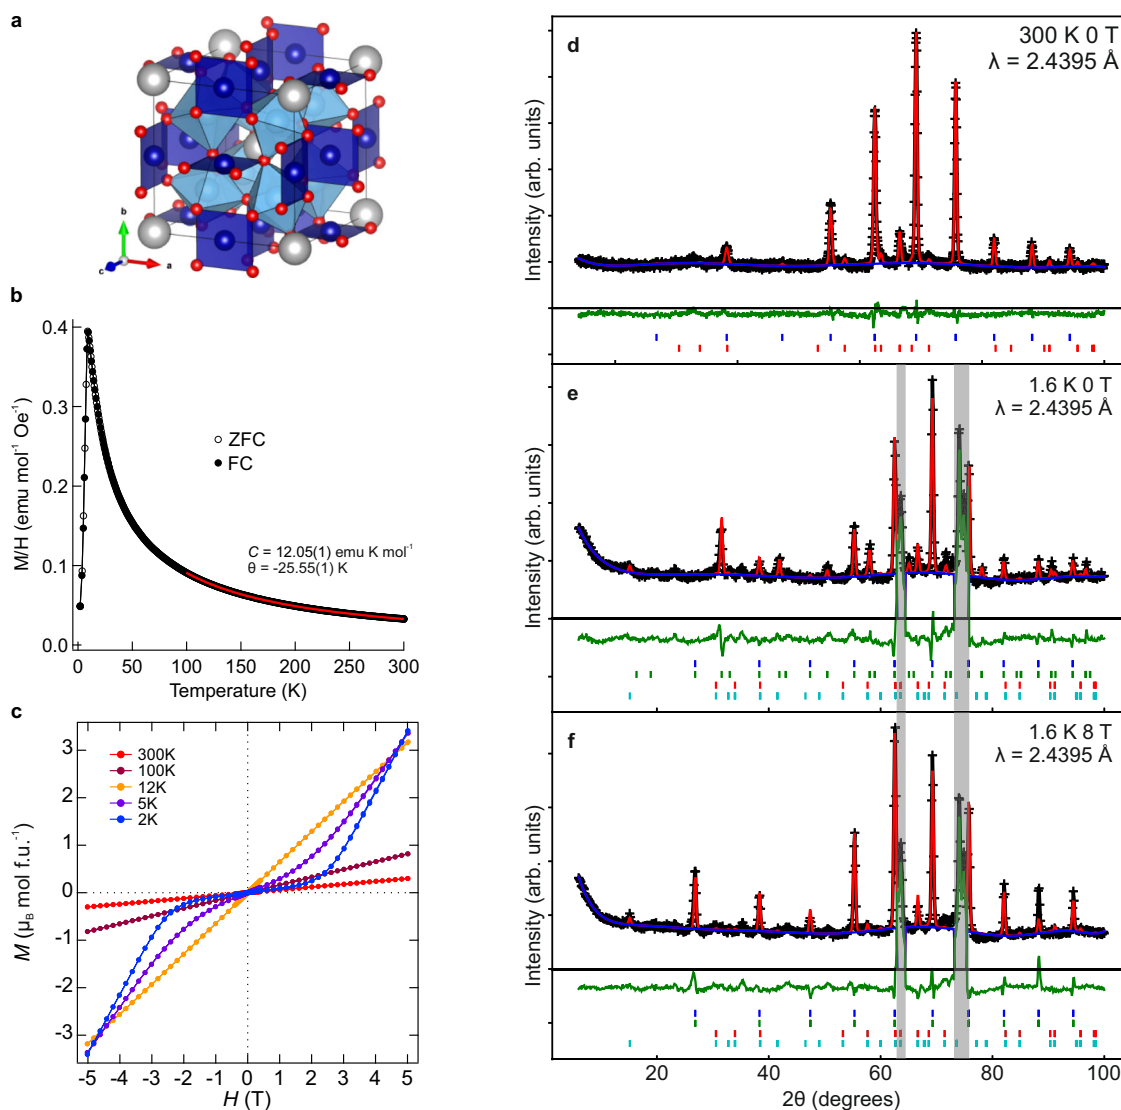 a
b
a
c
b
M/H (emu mol⁻¹ Oe⁻¹)
0.4
0.3
0.4
0.1
0.0
ZFC
FC
C = 12.05(1) emu K mol⁻¹
θ = -25.55(1) K
0 50 100 150 200 250 300
Temperature (K)
c
M (μB mol f.u.⁻¹)
3
2
1
0
-1
-2
-3
300K
100K
12K
5K
2K
-5 -4 -3 -2 -1 0 1 2 3 4 5
H (T)
d
300 K 0 T
λ = 2.4395 Å
Intensity (arb. units)
e
1.6 K 0 T
λ = 2.4395 Å
Intensity (arb. units)
f
1.6 K 8 T
λ = 2.4395 Å
Intensity (arb. units)
20 40 60 80 100
2θ (degrees)